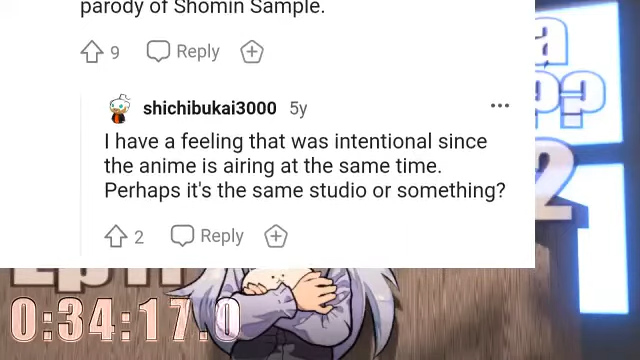 parody of Shomin Sample.
9 Reply
shichibukai3000 5y
I have a feeling that was intentional since
the anime is airing at the same time.
Perhaps it's the same studio or something?
2 Reply
0:34:17.0